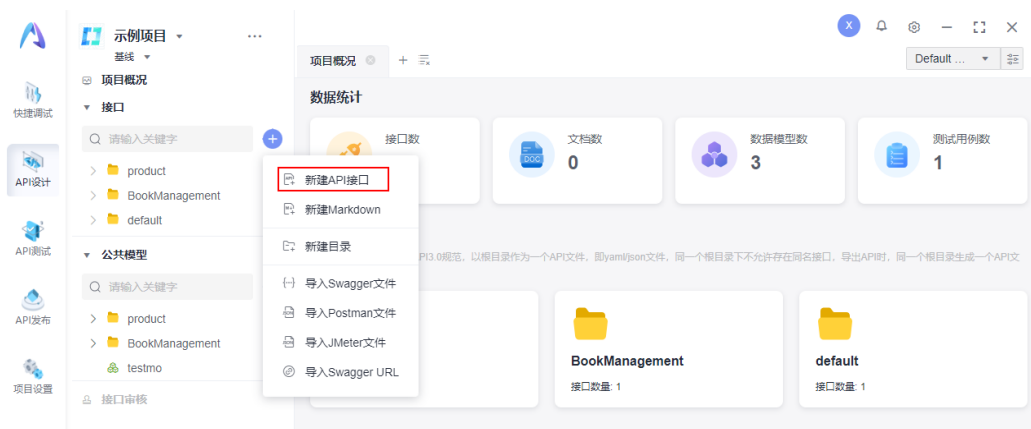 示例项目
基线
X
项目概况
Default ...
快捷调试
API设计
API测试
API发布
项目设置
项目概况
接口
请输入关键字
product
BookManagement
default
公共模型
请输入关键字
product
BookManagement
testmo
接口审核
新建API接口
新建Markdown
新建目录
导入Swagger文件
导入Postman文件
导入JMeter文件
导入Swagger URL
数据统计
接口数
文档数
DOC
0
数据模型数
3
测试用例数
1
PI3.0规范，以根目录作为一个API文件，即yaml/json文件，同一个根目录下不允许存在同名接口，导出API时，同一个根目录生成一个API文
BookManagement
接口数量: 1
default
接口数量: 1